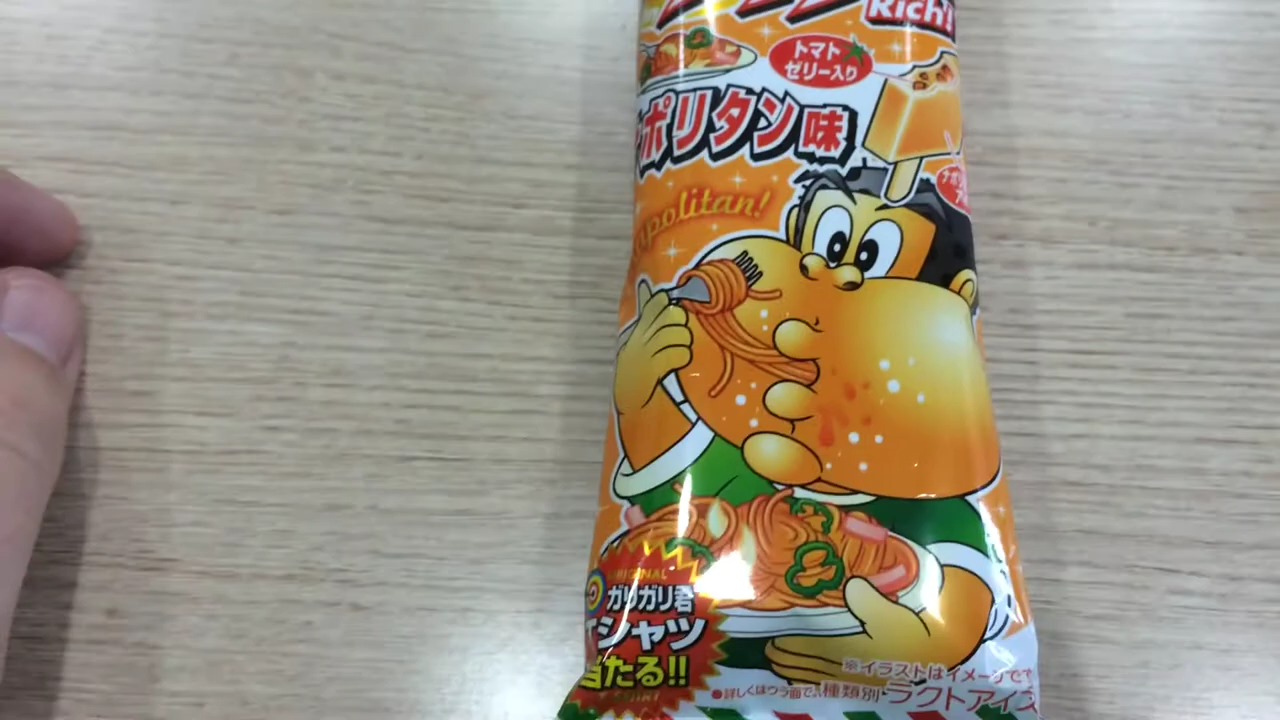 Rich!
トマト
ゼリー入り
ポリタン味
politan!
ORIGINAL
ガリガリ君
Tシャツ
当たる!!
※イラストはイメージです
●詳しくはウラ面で。種類別 ラクトアイス